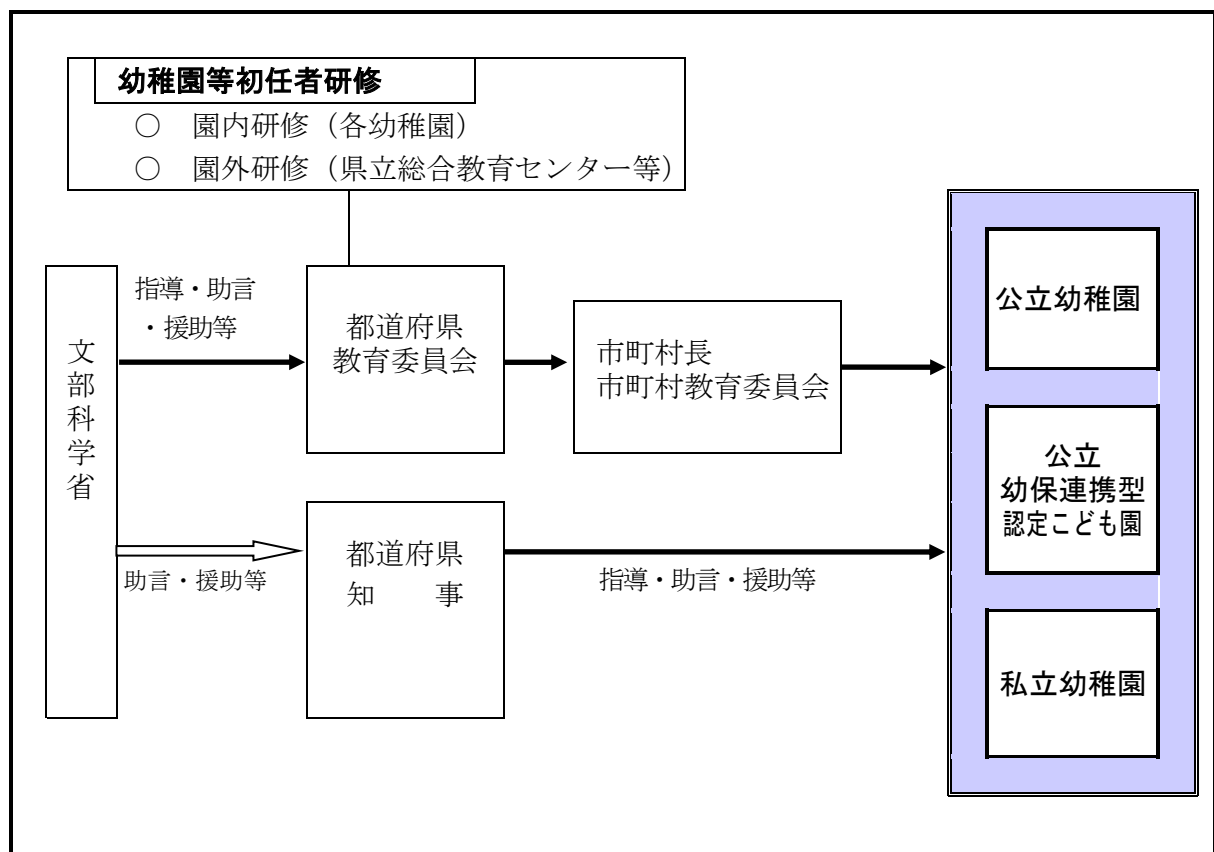 幼稚園等初任者研修
○ 園内研修（各幼稚園）
○ 園外研修（県立総合教育センター等）
文部科学省
指導・助言
・援助等
都道府県
教育委員会
市町村長
市町村教育委員会
助言・援助等
都道府県
知　　事
指導・助言・援助等
公立幼稚園
公立
幼保連携型
認定こども園
私立幼稚園